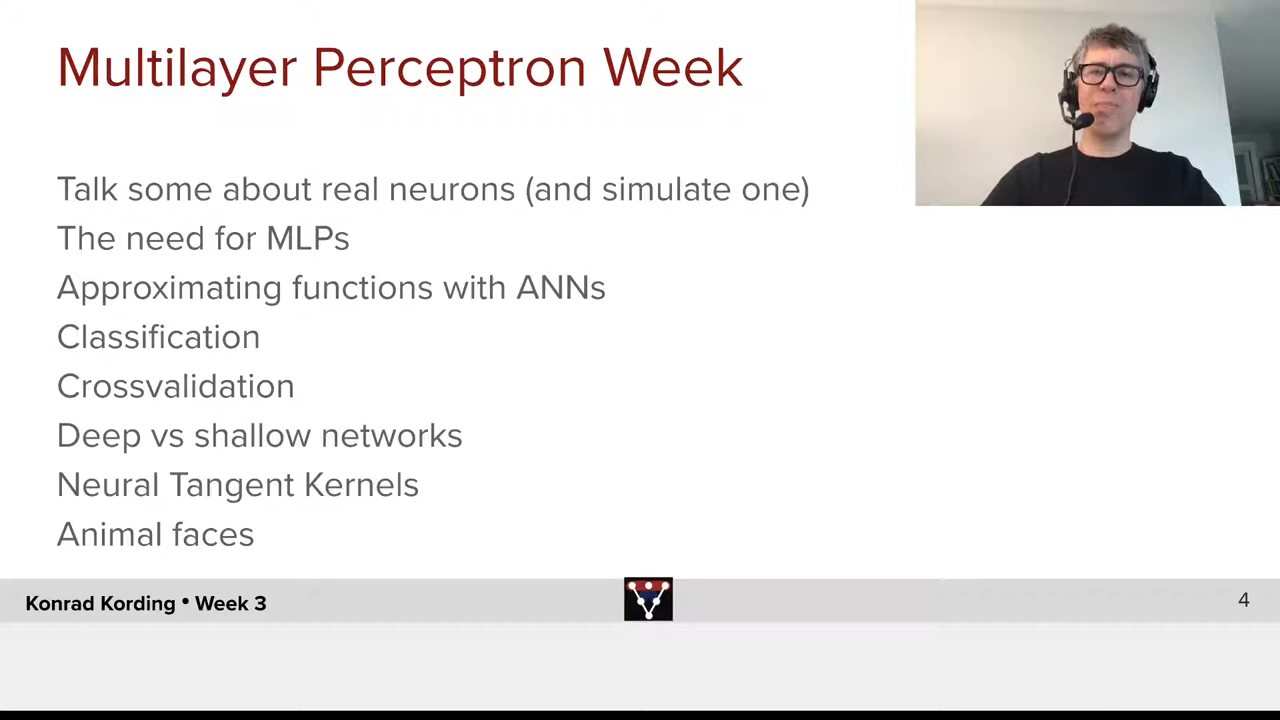 Multilayer Perceptron Week
Talk some about real neurons (and simulate one)
The need for MLPs
Approximating functions with ANNs
Classification
Crossvalidation
Deep vs shallow networks
Neural Tangent Kernels
Animal faces
Konrad Kording • Week 3
4